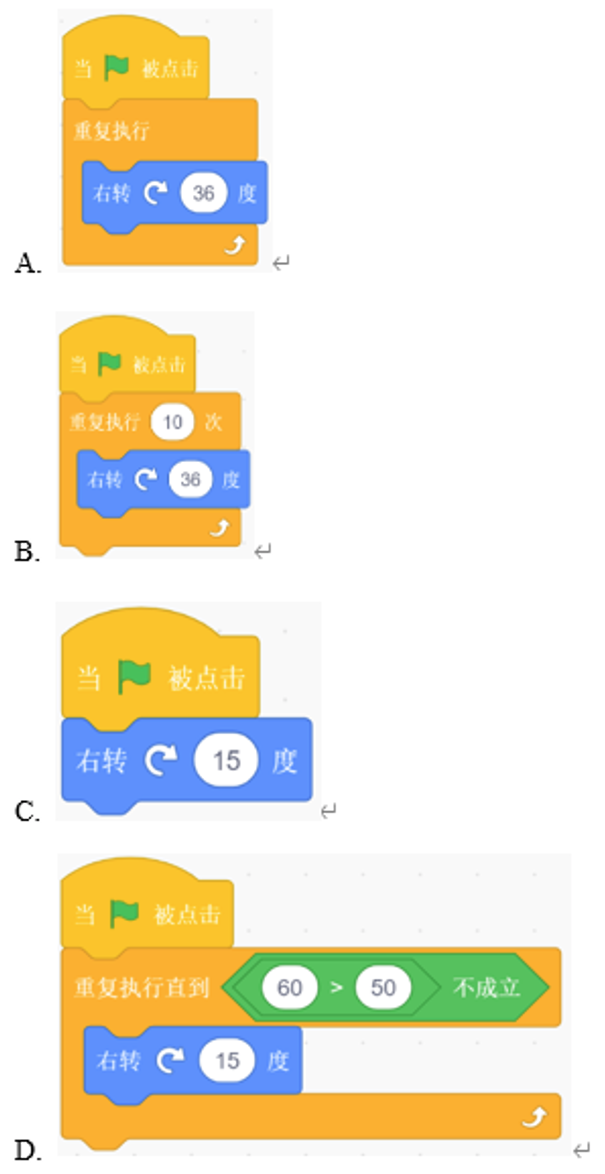 当 被点击
重复执行
右转 36 度
A.
当 被点击
重复执行 10 次
右转 36 度
B.
当 被点击
右转 15 度
C.
当 被点击
重复执行直到 60 > 50 不成立
右转 15 度
D.